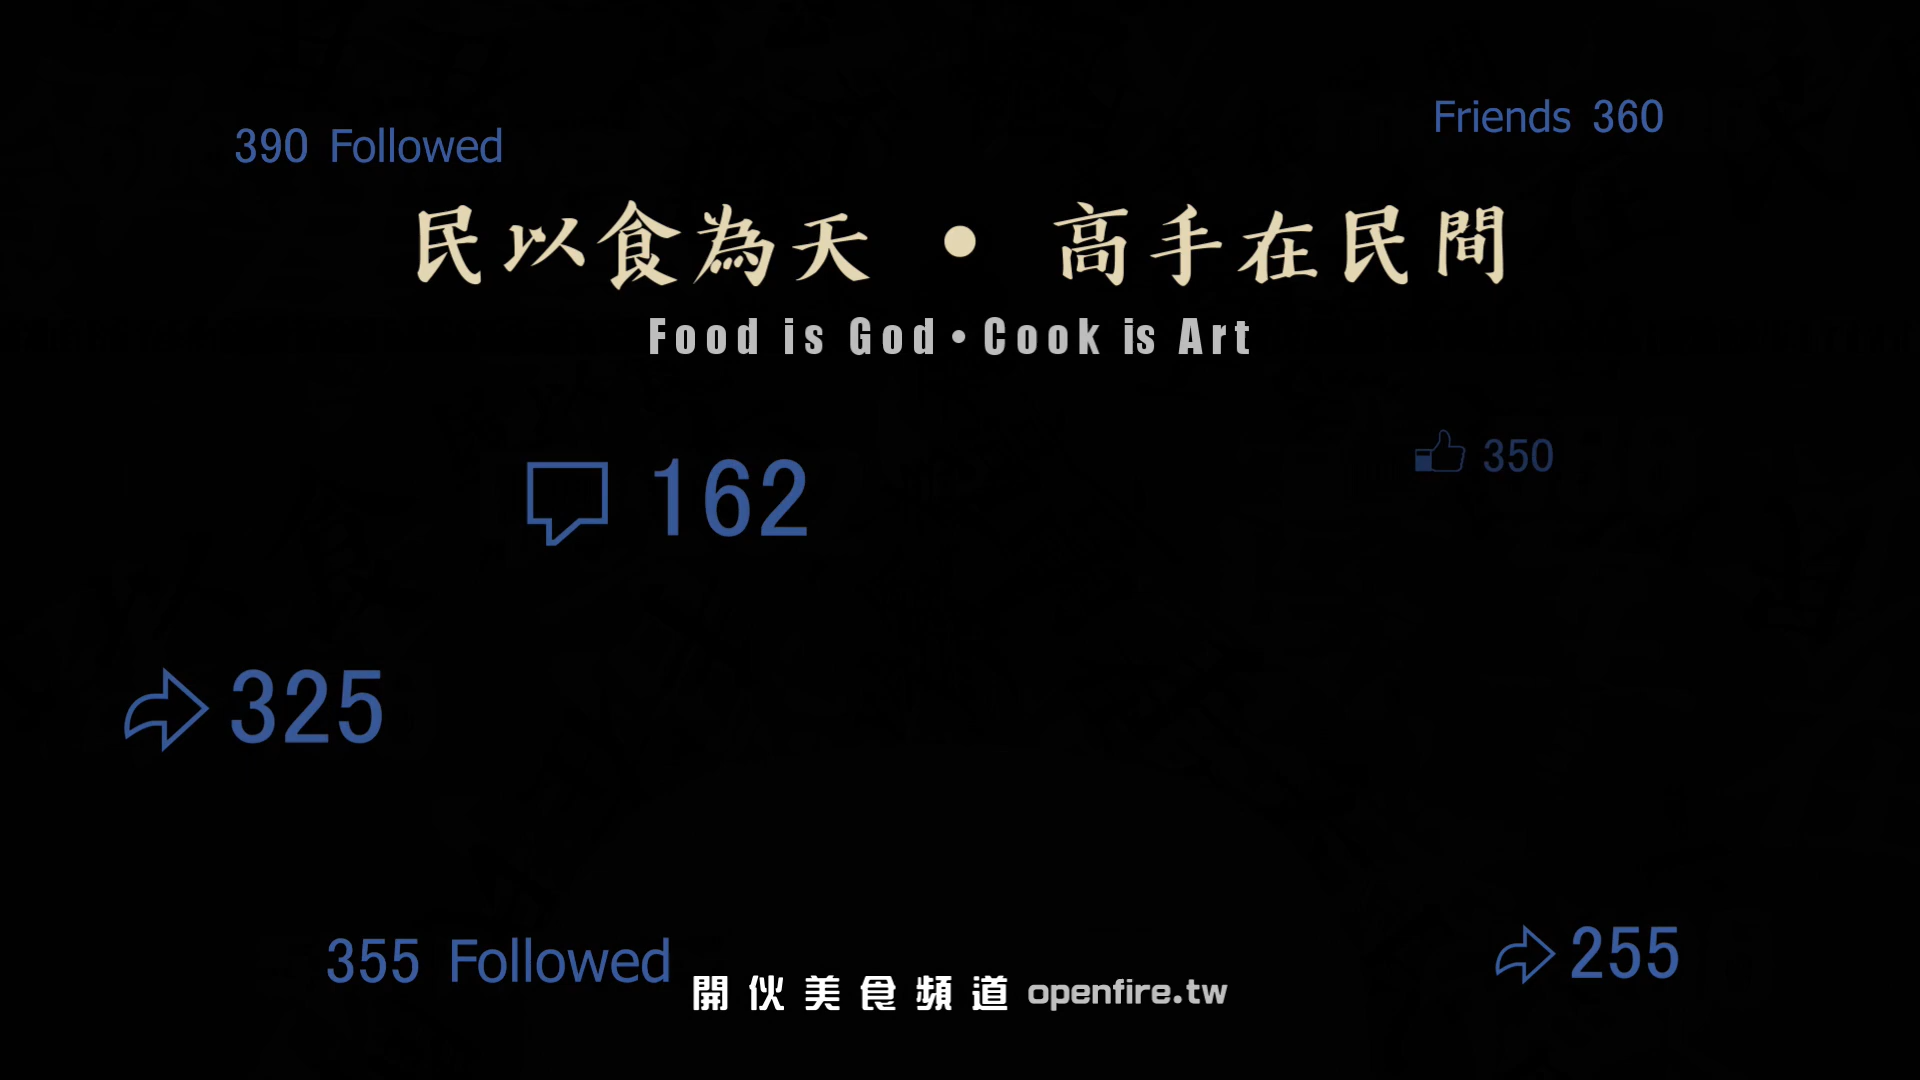 Friends 360
390 Followed
民以食為天 • 高手在民間
Food is God • Cook is Art
350
162
325
255
355 Followed
開伙美食頻道 openfire.tw